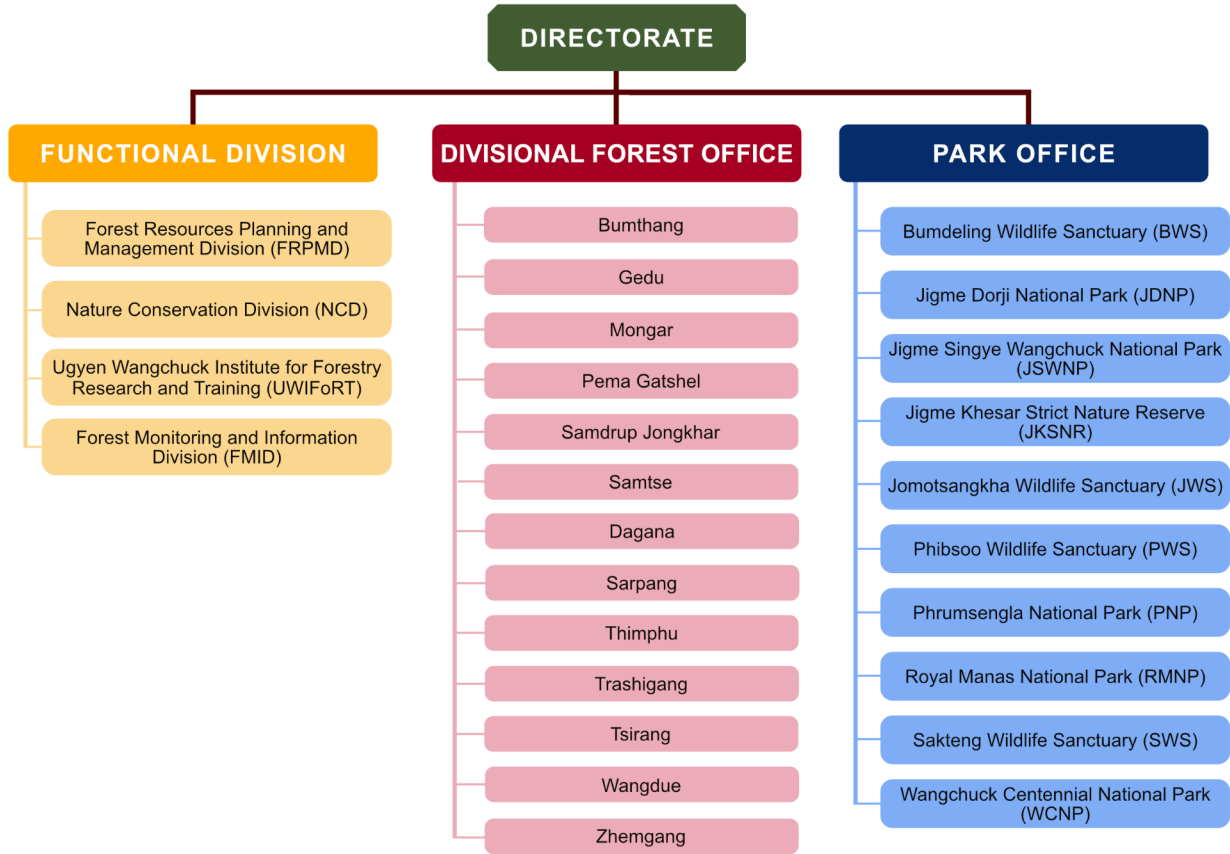 DIRECTORATE
FUNCTIONAL DIVISION
Forest Resources Planning and
Management Division (FRPMD)
Nature Conservation Division (NCD)
Ugyen Wangchuck Institute for Forestry
Research and Training (UWIFoRT)
Forest Monitoring and Information
Division (FMID)
DIVISIONAL FOREST OFFICE
Bumthang
Gedu
Mongar
Pema Gatshel
Samdrup Jongkhar
Samtse
Dagana
Sarpang
Thimphu
Trashigang
Tsirang
Wangdue
Zhemgang
PARK OFFICE
Bumdeling Wildlife Sanctuary (BWS)
Jigme Dorji National Park (JDNP)
Jigme Singye Wangchuck National Park
(JSWNP)
Jigme Khesar Strict Nature Reserve
(JKSNR)
Jomotsangkha Wildlife Sanctuary (JWS)
Phibsoo Wildlife Sanctuary (PWS)
Phrumsengla National Park (PNP)
Royal Manas National Park (RMNP)
Sakteng Wildlife Sanctuary (SWS)
Wangchuck Centennial National Park
(WCNP)